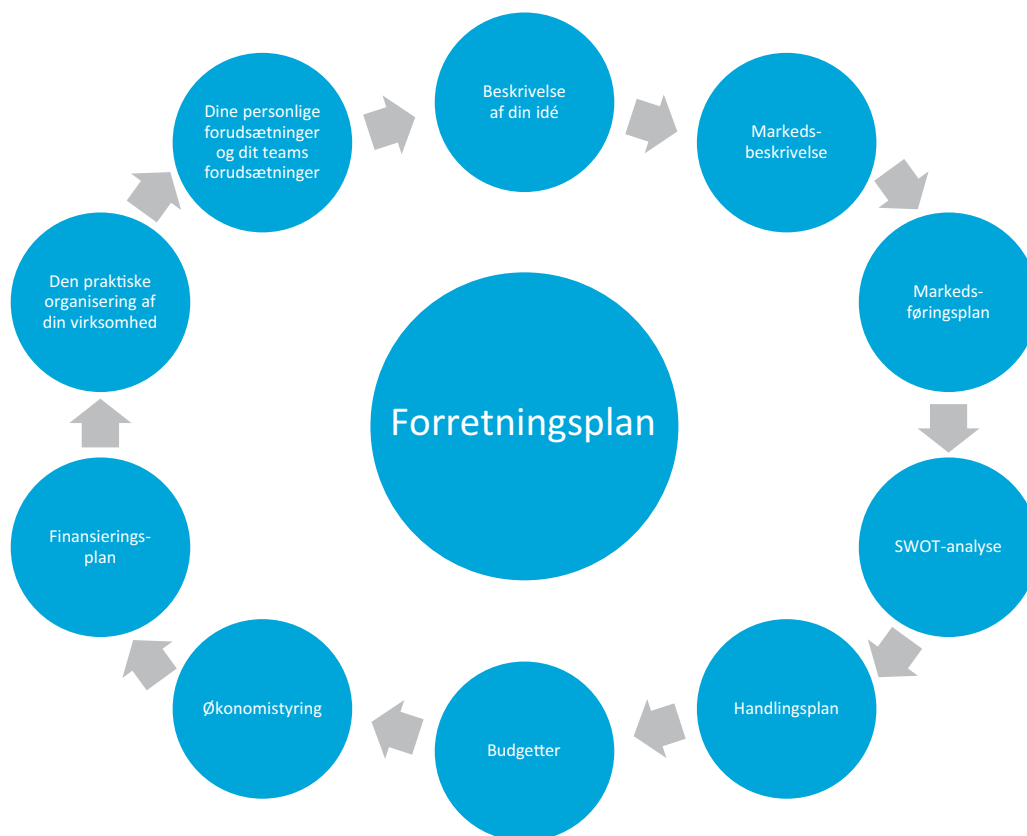 Beskrivelse
af din idé
Markeds-
beskrivelse
Markeds-
føringsplan
SWOT-analyse
Handlingsplan
Budgetter
Økonomistyring
Finansierings-
plan
Den praktiske
organisering af
din virksomhed
Dine personlige
forudsætninger
og dit teams
forudsætninger
Forretningsplan